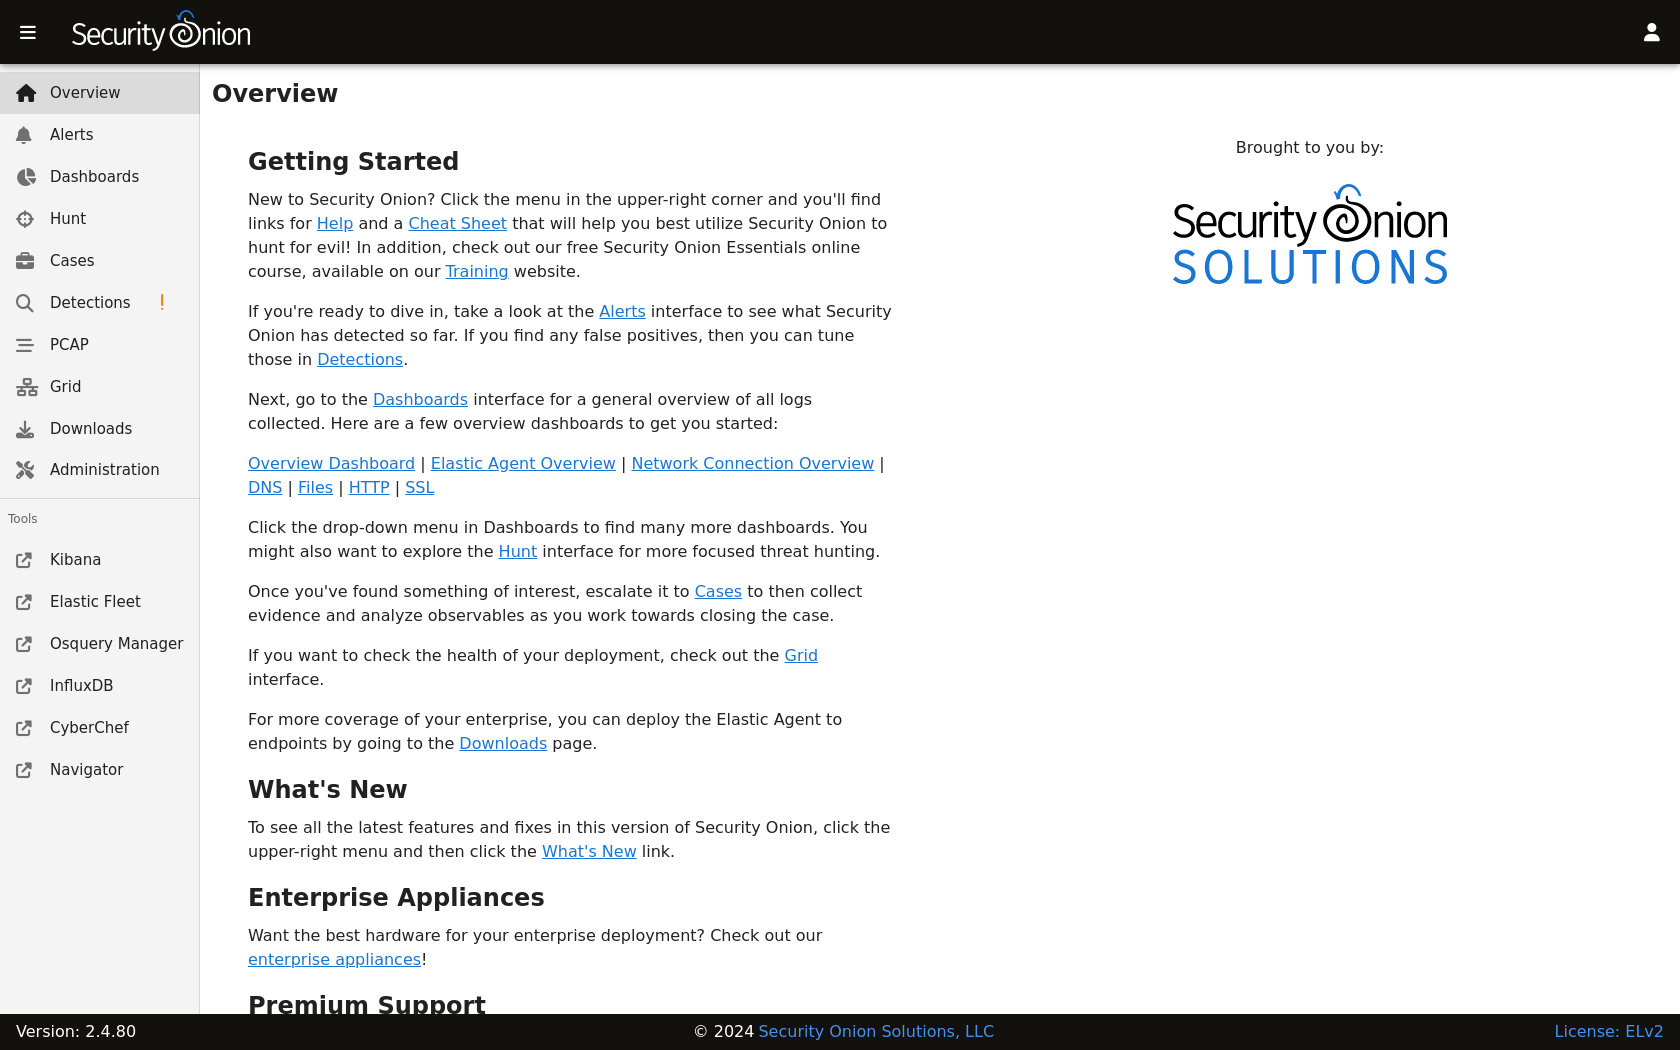 Security Onion
Overview
Alerts
Dashboards
Hunt
Cases
Detections !
PCAP
Grid
Downloads
Administration
Tools
Kibana
Elastic Fleet
Osquery Manager
InfluxDB
CyberChef
Navigator
Overview
Getting Started
New to Security Onion? Click the menu in the upper-right corner and you'll find
links for Help and a Cheat Sheet that will help you best utilize Security Onion to
hunt for evil! In addition, check out our free Security Onion Essentials online
course, available on our Training website.
If you're ready to dive in, take a look at the Alerts interface to see what Security
Onion has detected so far. If you find any false positives, then you can tune
those in Detections.
Next, go to the Dashboards interface for a general overview of all logs
collected. Here are a few overview dashboards to get you started:
Overview Dashboard | Elastic Agent Overview | Network Connection Overview |
DNS | Files | HTTP | SSL
Click the drop-down menu in Dashboards to find many more dashboards. You
might also want to explore the Hunt interface for more focused threat hunting.
Once you've found something of interest, escalate it to Cases to then collect
evidence and analyze observables as you work towards closing the case.
If you want to check the health of your deployment, check out the Grid
interface.
For more coverage of your enterprise, you can deploy the Elastic Agent to
endpoints by going to the Downloads page.
What's New
To see all the latest features and fixes in this version of Security Onion, click the
upper-right menu and then click the What's New link.
Enterprise Appliances
Want the best hardware for your enterprise deployment? Check out our
enterprise appliances!
Premium Support
Brought to you by:
Security Onion
SOLUTIONS
Version: 2.4.80
© 2024 Security Onion Solutions, LLC
License: ELv2